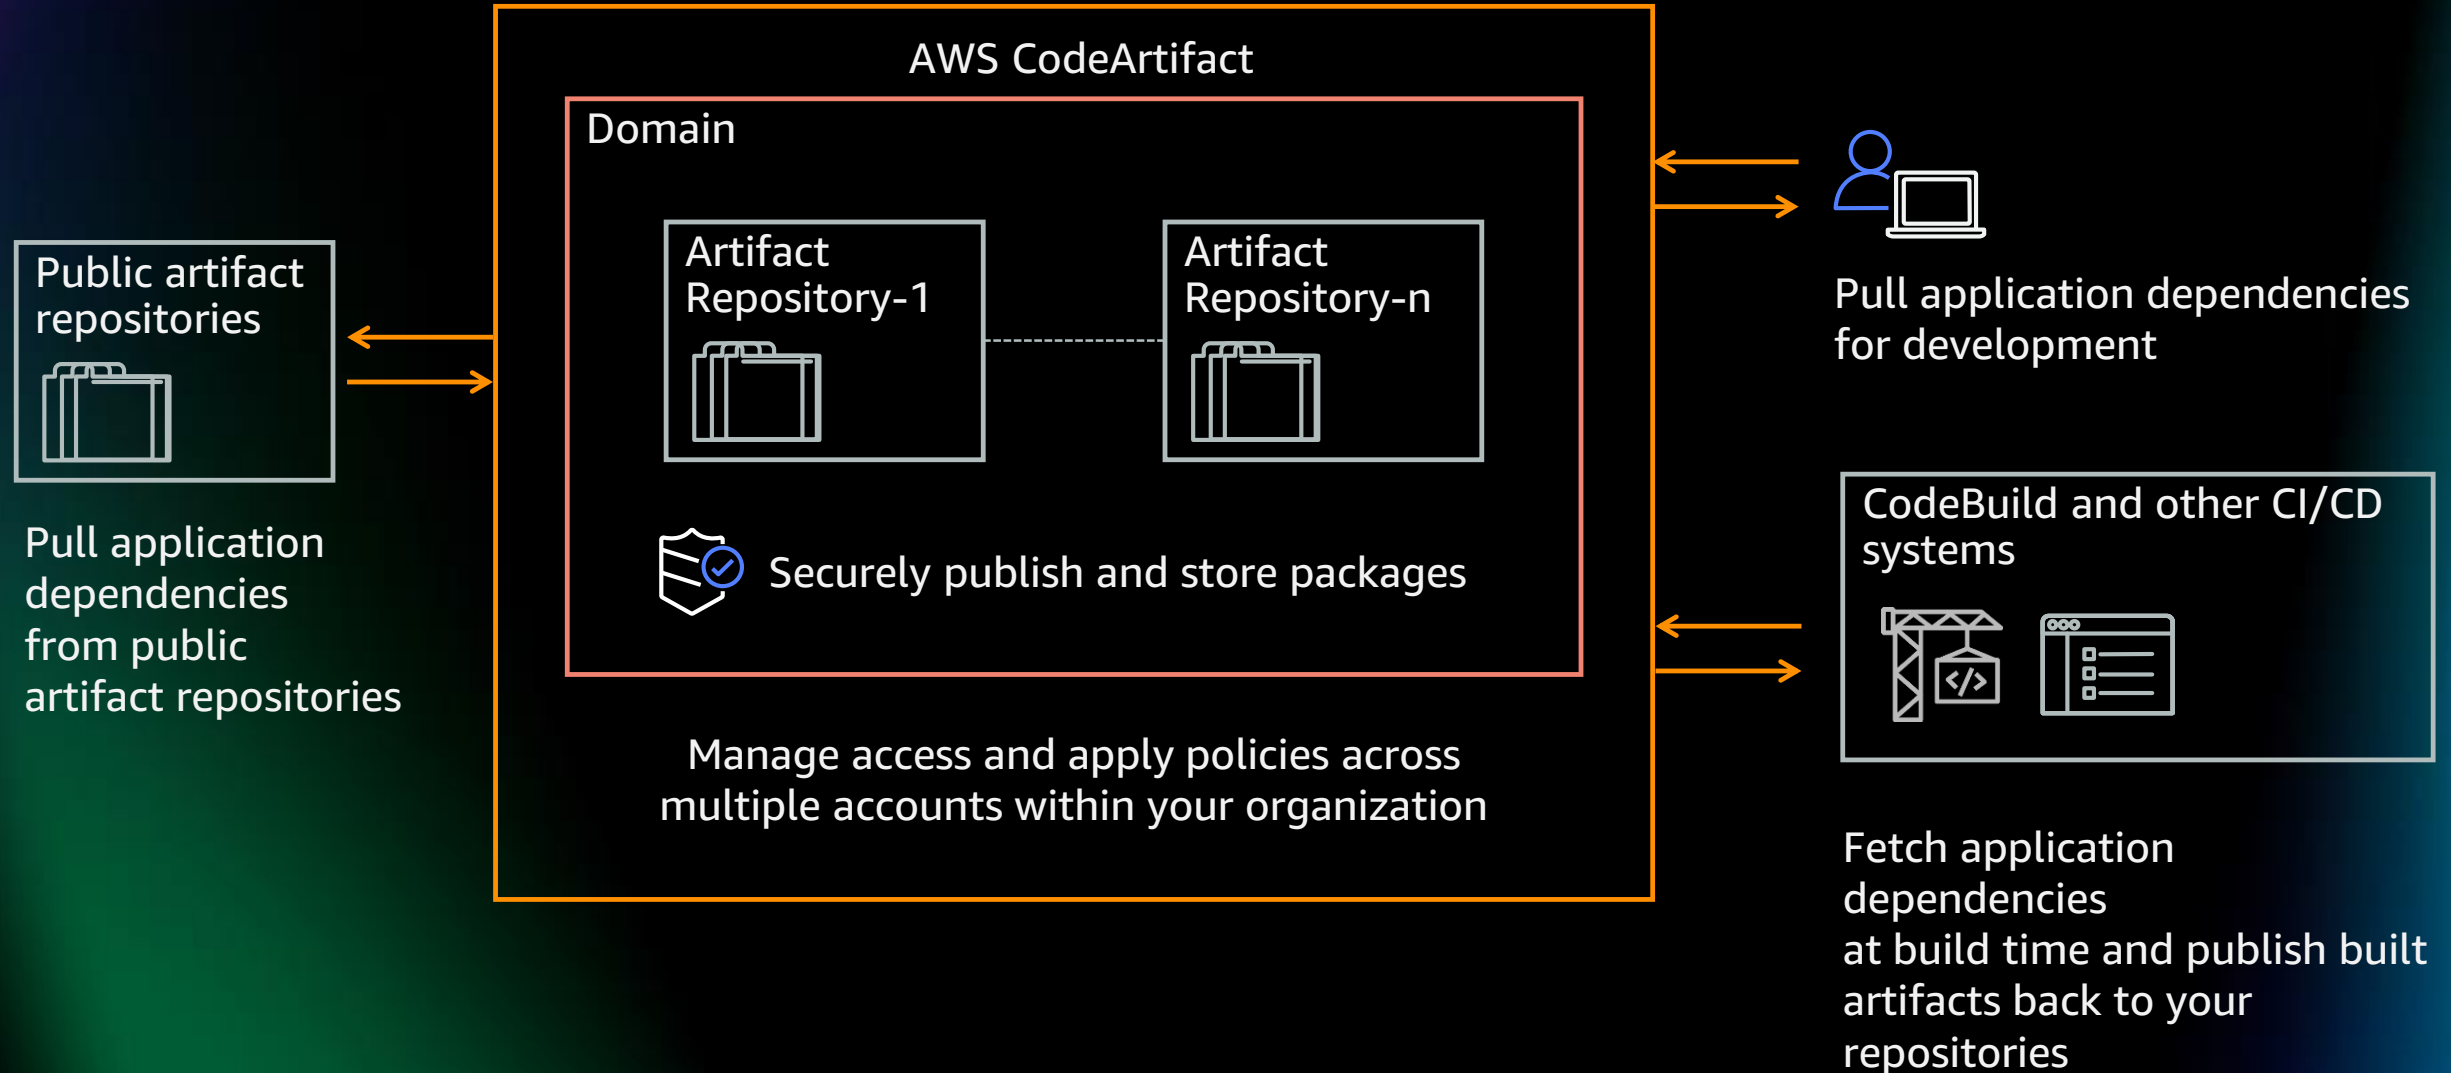 AWS CodeArtifact
Domain
Artifact
Repository-1
Artifact
Repository-n
Securely publish and store packages
Manage access and apply policies across
multiple accounts within your organization
Public artifact
repositories
Pull application
dependencies
from public
artifact repositories
Pull application dependencies
for development
CodeBuild and other CI/CD
systems
</>
Fetch application
dependencies
at build time and publish built
artifacts back to your
repositories